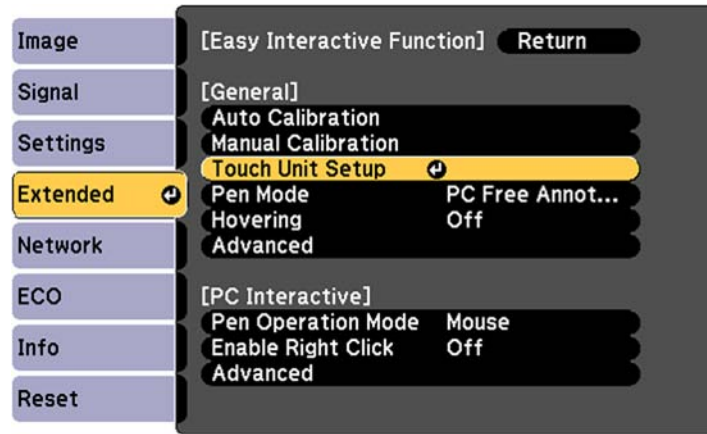 Image
Signal
Settings
Extended
Network
ECO
Info
Reset
[Easy Interactive Function] Return
[General]
Auto Calibration
Manual Calibration
Touch Unit Setup
Pen Mode PC Free Annot...
Hovering Off
Advanced
[PC Interactive]
Pen Operation Mode Mouse
Enable Right Click Off
Advanced